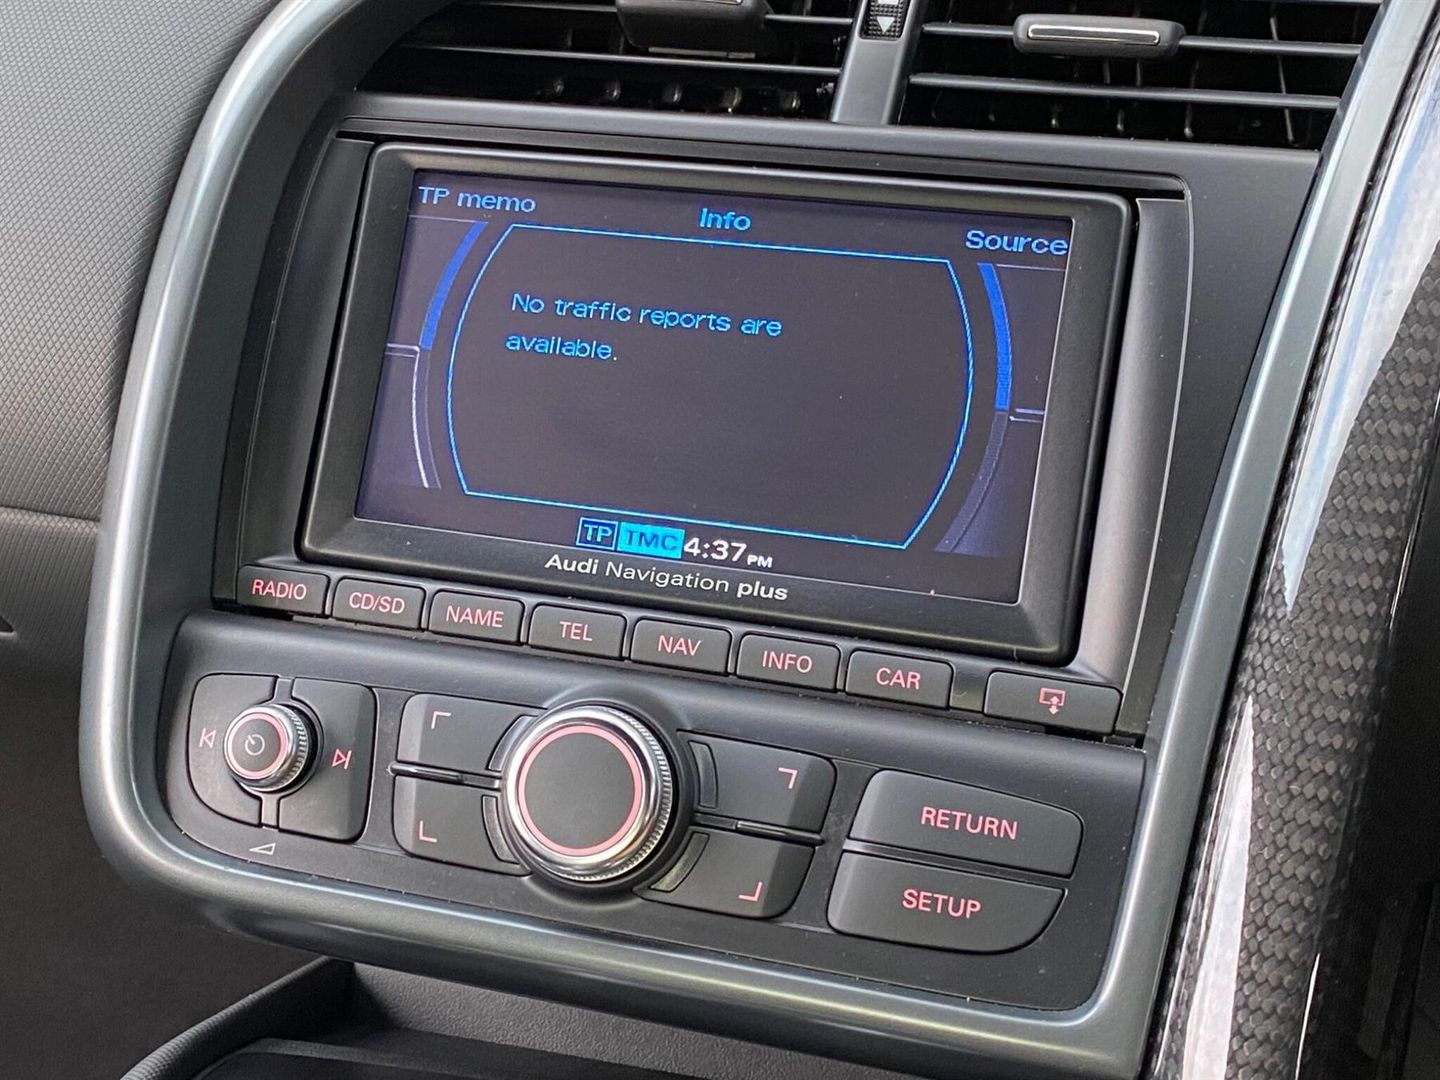 TP memo
Info
Source
No traffic reports are
available.
TP TMC 4:37 PM
Audi Navigation plus
RADIO CD/SD NAME TEL NAV INFO CAR
RETURN
SETUP